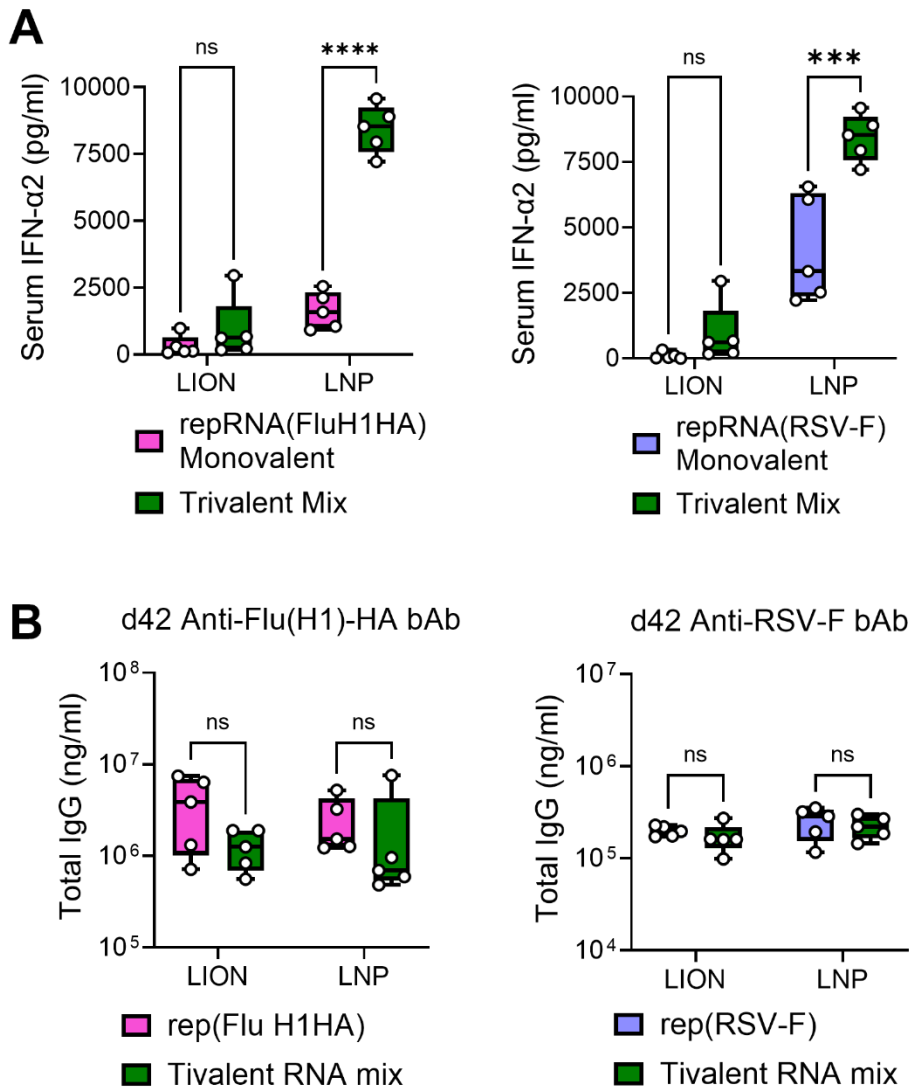 A
Serum IFN-α2 (pg/ml)
10000
7500
5000
2500
0
ns
****
LION
LNP
repRNA(FluH1HA)
Monovalent
Trivalent Mix
Serum IFN-α2 (pg/ml)
10000
7500
5000
2500
0
ns
***
LION
LNP
repRNA(RSV-F)
Monovalent
Trivalent Mix
B
d42 Anti-Flu(H1)-HA bAb
Total IgG (ng/ml)
10⁸
10⁷
10⁶
10⁵
ns
ns
LION
LNP
rep(Flu H1HA)
Tivalent RNA mix
d42 Anti-RSV-F bAb
Total IgG (ng/ml)
10⁷
10⁶
10⁵
10⁴
ns
ns
LION
LNP
rep(RSV-F)
Tivalent RNA mix